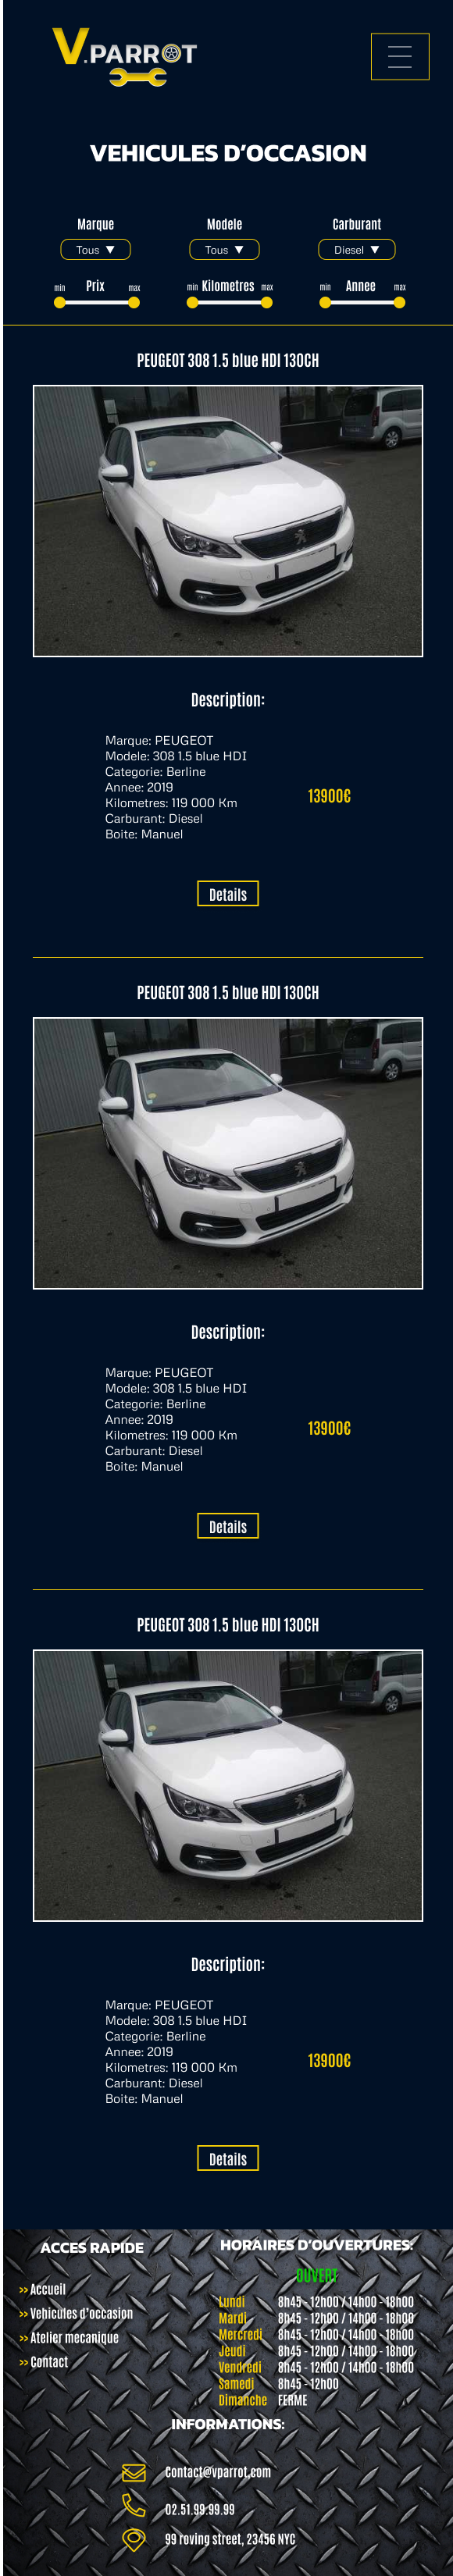 V.PARROT
VEHICULES D'OCCASION
Marque Modele Carburant
Tous ▼ Tous ▼ Diesel ▼
min Prix max min Kilometres max min Annee max
PEUGEOT 308 1.5 blue HDI 130CH
Description:
Marque: PEUGEOT
Modele: 308 1.5 blue HDI
Categorie: Berline
Annee: 2019
Kilometres: 119 000 Km
Carburant: Diesel
Boite: Manuel
13900€
Details
PEUGEOT 308 1.5 blue HDI 130CH
Description:
Marque: PEUGEOT
Modele: 308 1.5 blue HDI
Categorie: Berline
Annee: 2019
Kilometres: 119 000 Km
Carburant: Diesel
Boite: Manuel
13900€
Details
PEUGEOT 308 1.5 blue HDI 130CH
Description:
Marque: PEUGEOT
Modele: 308 1.5 blue HDI
Categorie: Berline
Annee: 2019
Kilometres: 119 000 Km
Carburant: Diesel
Boite: Manuel
13900€
Details
ACCES RAPIDE
>> Accueil
>> Vehicules d'occasion
>> Atelier mecanique
>> Contact
HORAIRES D'OUVERTURES:
OUVERT
Lundi 8h45 - 12h00 / 14h00 - 18h00
Mardi 8h45 - 12h00 / 14h00 - 18h00
Mercredi 8h45 - 12h00 / 14h00 - 18h00
Jeudi 8h45 - 12h00 / 14h00 - 18h00
Vendredi 8h45 - 12h00 / 14h00 - 18h00
Samedi 8h45 - 12h00
Dimanche FERME
INFORMATIONS:
Contact@vparrot.com
02.51.99.99.99
99 roving street, 23456 NYC